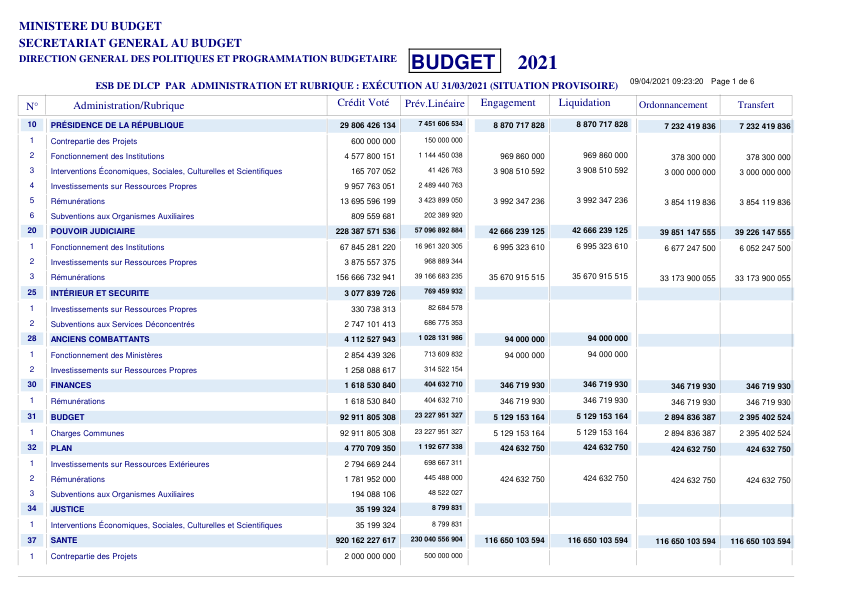 MINISTERE DU BUDGET
SECRETARIAT GENERAL AU BUDGET
DIRECTION GENERAL DES POLITIQUES ET PROGRAMMATION BUDGETAIRE BUDGET 2021
ESB DE DLCP PAR ADMINISTRATION ET RUBRIQUE : EXÉCUTION AU 31/03/2021 (SITUATION PROVISOIRE) 09/04/2021 09:23:20 Page 1 de 6
N° Administration/Rubrique Crédit Voté Prév.Linéaire Engagement Liquidation Ordonnancement Transfert
10 PRÉSIDENCE DE LA RÉPUBLIQUE 29 806 426 134 7 451 606 534 8 870 717 828 8 870 717 828 7 232 419 836 7 232 419 836
1 Contrepartie des Projets 600 000 000 150 000 000
2 Fonctionnement des Institutions 4 577 800 151 1 144 450 038 969 860 000 969 860 000 378 300 000 378 300 000
3 Interventions Économiques, Sociales, Culturelles et Scientifiques 165 707 052 41 426 763 3 908 510 592 3 908 510 592 3 000 000 000 3 000 000 000
4 Investissements sur Ressources Propres 9 957 763 051 2 489 440 763
5 Rémunérations 13 695 596 199 3 423 899 050 3 992 347 236 3 992 347 236 3 854 119 836 3 854 119 836
6 Subventions aux Organismes Auxiliaires 809 559 681 202 389 920
20 POUVOIR JUDICIAIRE 228 387 571 536 57 096 892 884 42 666 239 125 42 666 239 125 39 851 147 555 39 226 147 555
1 Fonctionnement des Institutions 67 845 281 220 16 961 320 305 6 995 323 610 6 995 323 610 6 677 247 500 6 052 247 500
2 Investissements sur Ressources Propres 3 875 557 375 968 889 344
3 Rémunérations 156 666 732 941 39 166 683 235 35 670 915 515 35 670 915 515 33 173 900 055 33 173 900 055
25 INTÉRIEUR ET SECURITE 3 077 839 726 769 459 932
1 Investissements sur Ressources Propres 330 738 313 82 684 578
2 Subventions aux Services Déconcentrés 2 747 101 413 686 775 353
28 ANCIENS COMBATTANTS 4 112 527 943 1 028 131 986 94 000 000 94 000 000
1 Fonctionnement des Ministères 2 854 439 326 713 609 832 94 000 000 94 000 000
2 Investissements sur Ressources Propres 1 258 088 617 314 522 154
30 FINANCES 1 618 530 840 404 632 710 346 719 930 346 719 930 346 719 930 346 719 930
1 Rémunérations 1 618 530 840 404 632 710 346 719 930 346 719 930 346 719 930 346 719 930
31 BUDGET 92 911 805 308 23 227 951 327 5 129 153 164 5 129 153 164 2 894 836 387 2 395 402 524
1 Charges Communes 92 911 805 308 23 227 951 327 5 129 153 164 5 129 153 164 2 894 836 387 2 395 402 524
32 PLAN 4 770 709 350 1 192 677 338 424 632 750 424 632 750 424 632 750 424 632 750
1 Investissements sur Ressources Extérieures 2 794 669 244 698 667 311
2 Rémunérations 1 781 952 000 445 488 000 424 632 750 424 632 750 424 632 750 424 632 750
3 Subventions aux Organismes Auxiliaires 194 088 106 48 522 027
34 JUSTICE 35 199 324 8 799 831
1 Interventions Économiques, Sociales, Culturelles et Scientifiques 35 199 324 8 799 831
37 SANTE 920 162 227 617 230 040 556 904 116 650 103 594 116 650 103 594 116 650 103 594 116 650 103 594
1 Contrepartie des Projets 2 000 000 000 500 000 000